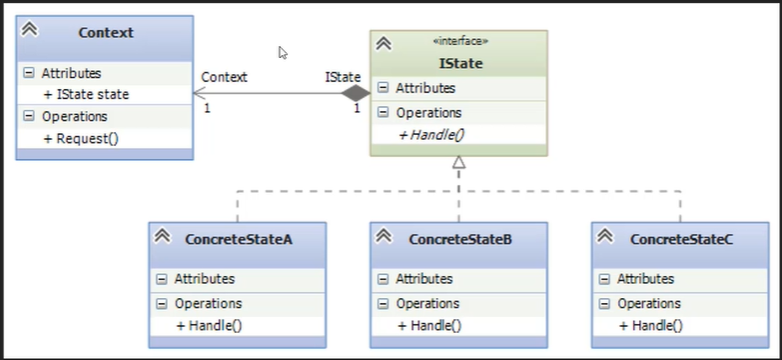 Context
Attributes
+ IState state
Operations
+ Request()
Context
1
IState
1
«interface»
IState
Attributes
Operations
+ Handle()
ConcreteStateA
Attributes
Operations
+ Handle()
ConcreteStateB
Attributes
Operations
+ Handle()
ConcreteStateC
Attributes
Operations
+ Handle()